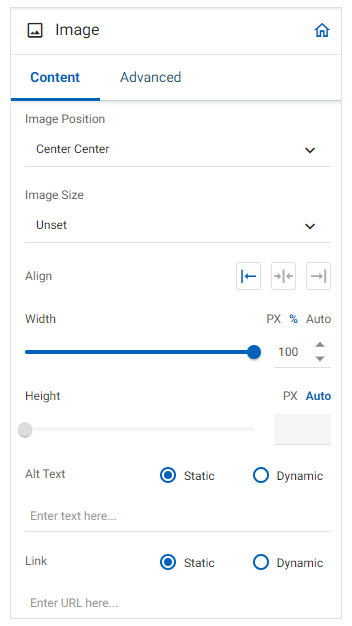 Image
Content Advanced
Image Position
Center Center
Image Size
Unset
Align
Width PX % Auto
100
Height PX Auto
Alt Text Static Dynamic
Enter text here...
Link Static Dynamic
Enter URL here...